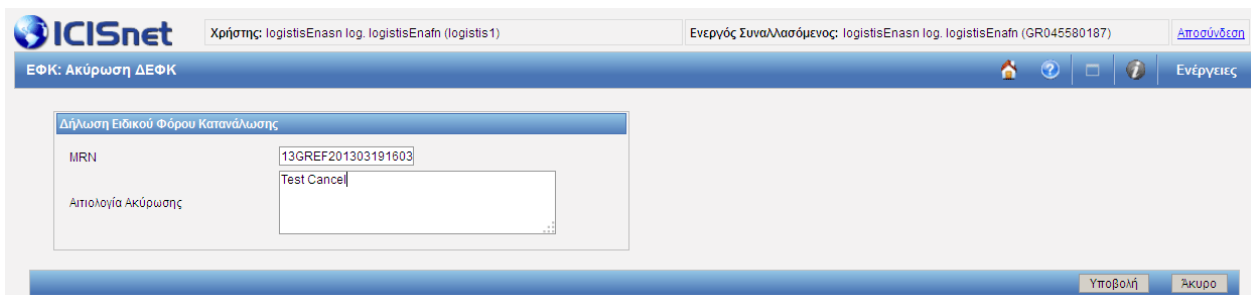 ICISnet
Χρήστης: logistisEnasn log. logistisEnafn (logistis1)
Ενεργός Συναλλασόμενος: logistisEnasn log. logistisEnafn (GR045580187)
Αποσύνδεση
ΕΦΚ: Ακύρωση ΔΕΦΚ
Ενέργειες
Δήλωση Ειδικού Φόρου Κατανάλωσης
MRN
13GREF201303191603
Αιτιολογία Ακύρωσης
Test Cancel
Υποβολή
Άκυρο